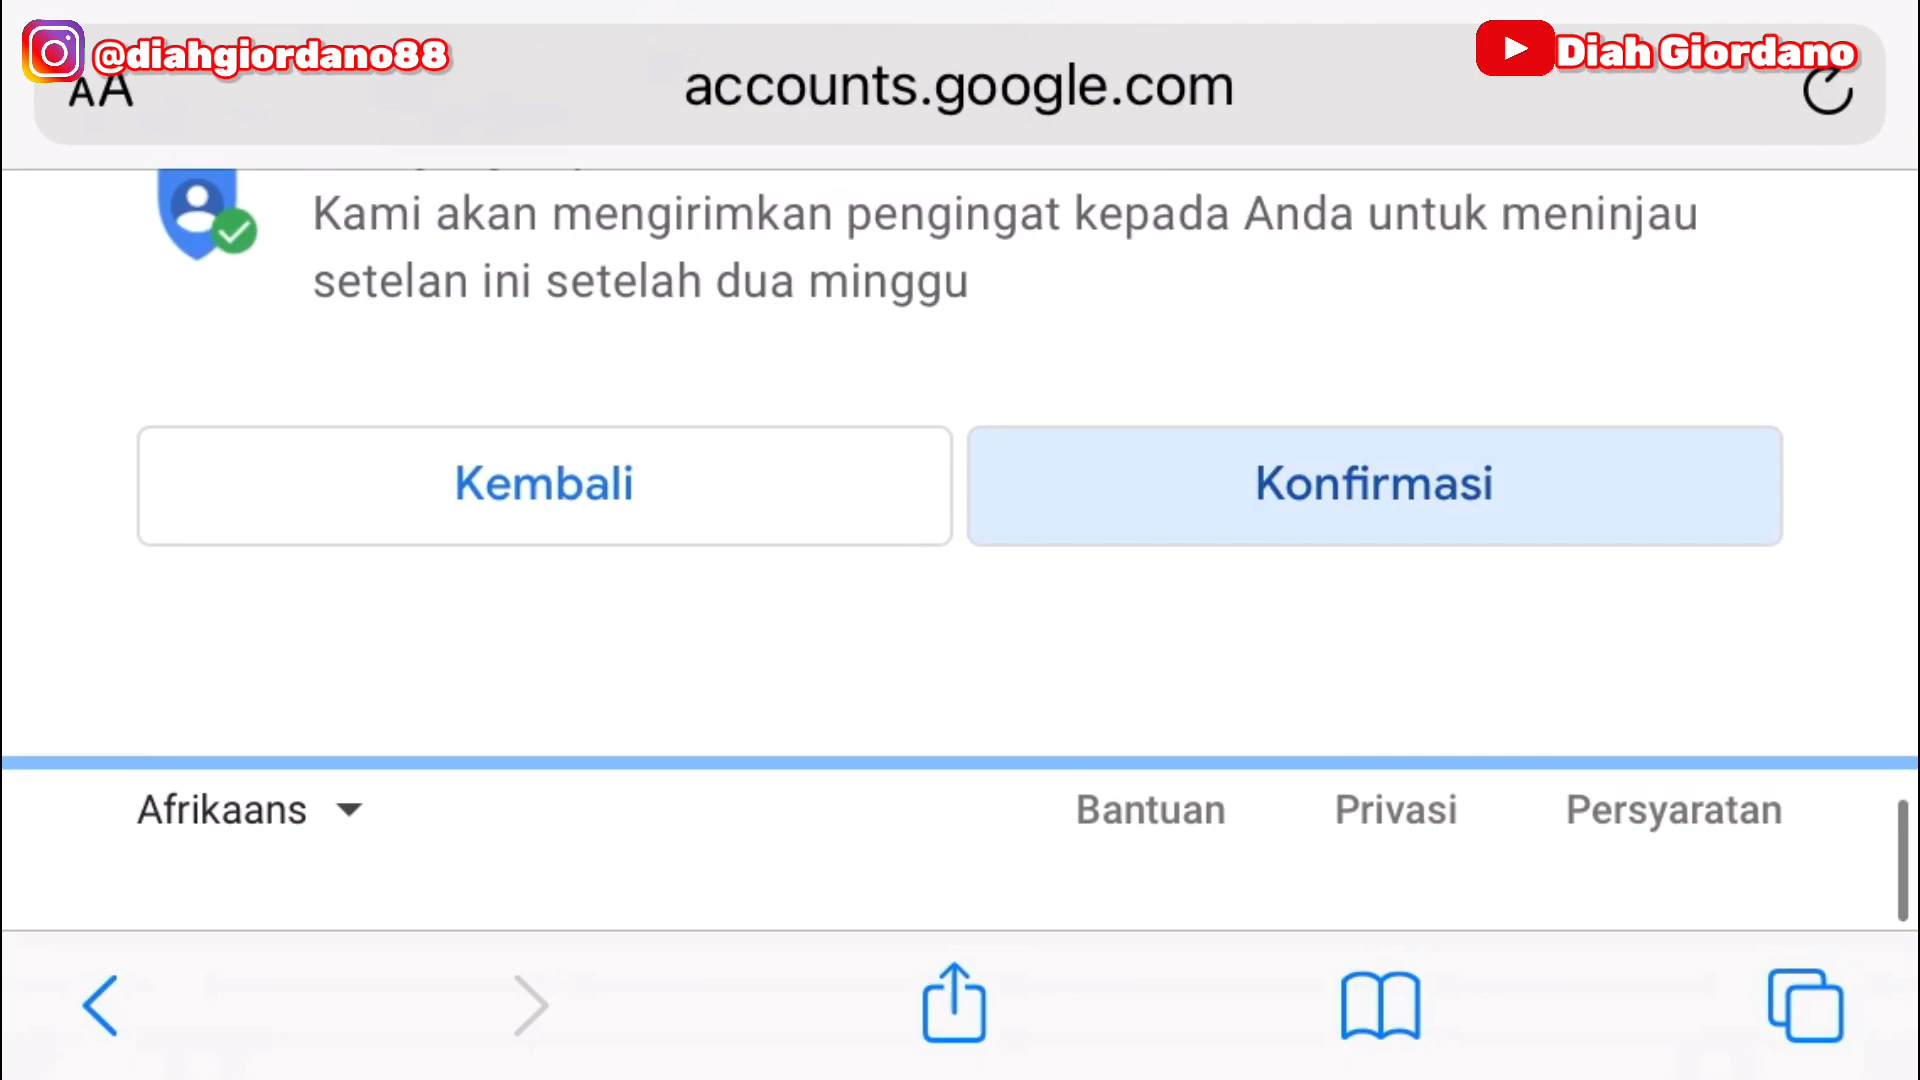 @diahgiordano88
Diah Giordano
AA
accounts.google.com
Kami akan mengirimkan pengingat kepada Anda untuk meninjau
setelan ini setelah dua minggu
Kembali
Konfirmasi
Afrikaans
Bantuan
Privasi
Persyaratan